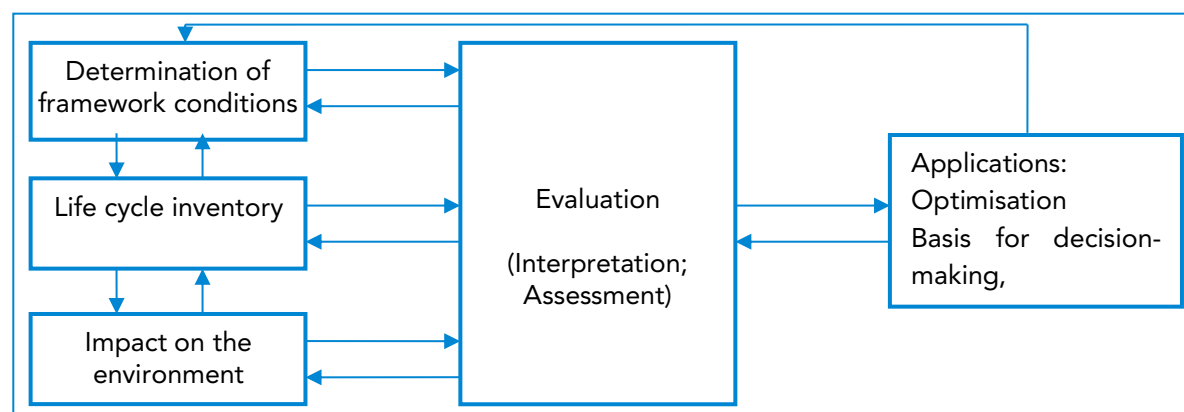 Determination of
framework conditions
Life cycle inventory
Impact on the
environment
Evaluation
(Interpretation;
Assessment)
Applications:
Optimisation
Basis for decision-
making,